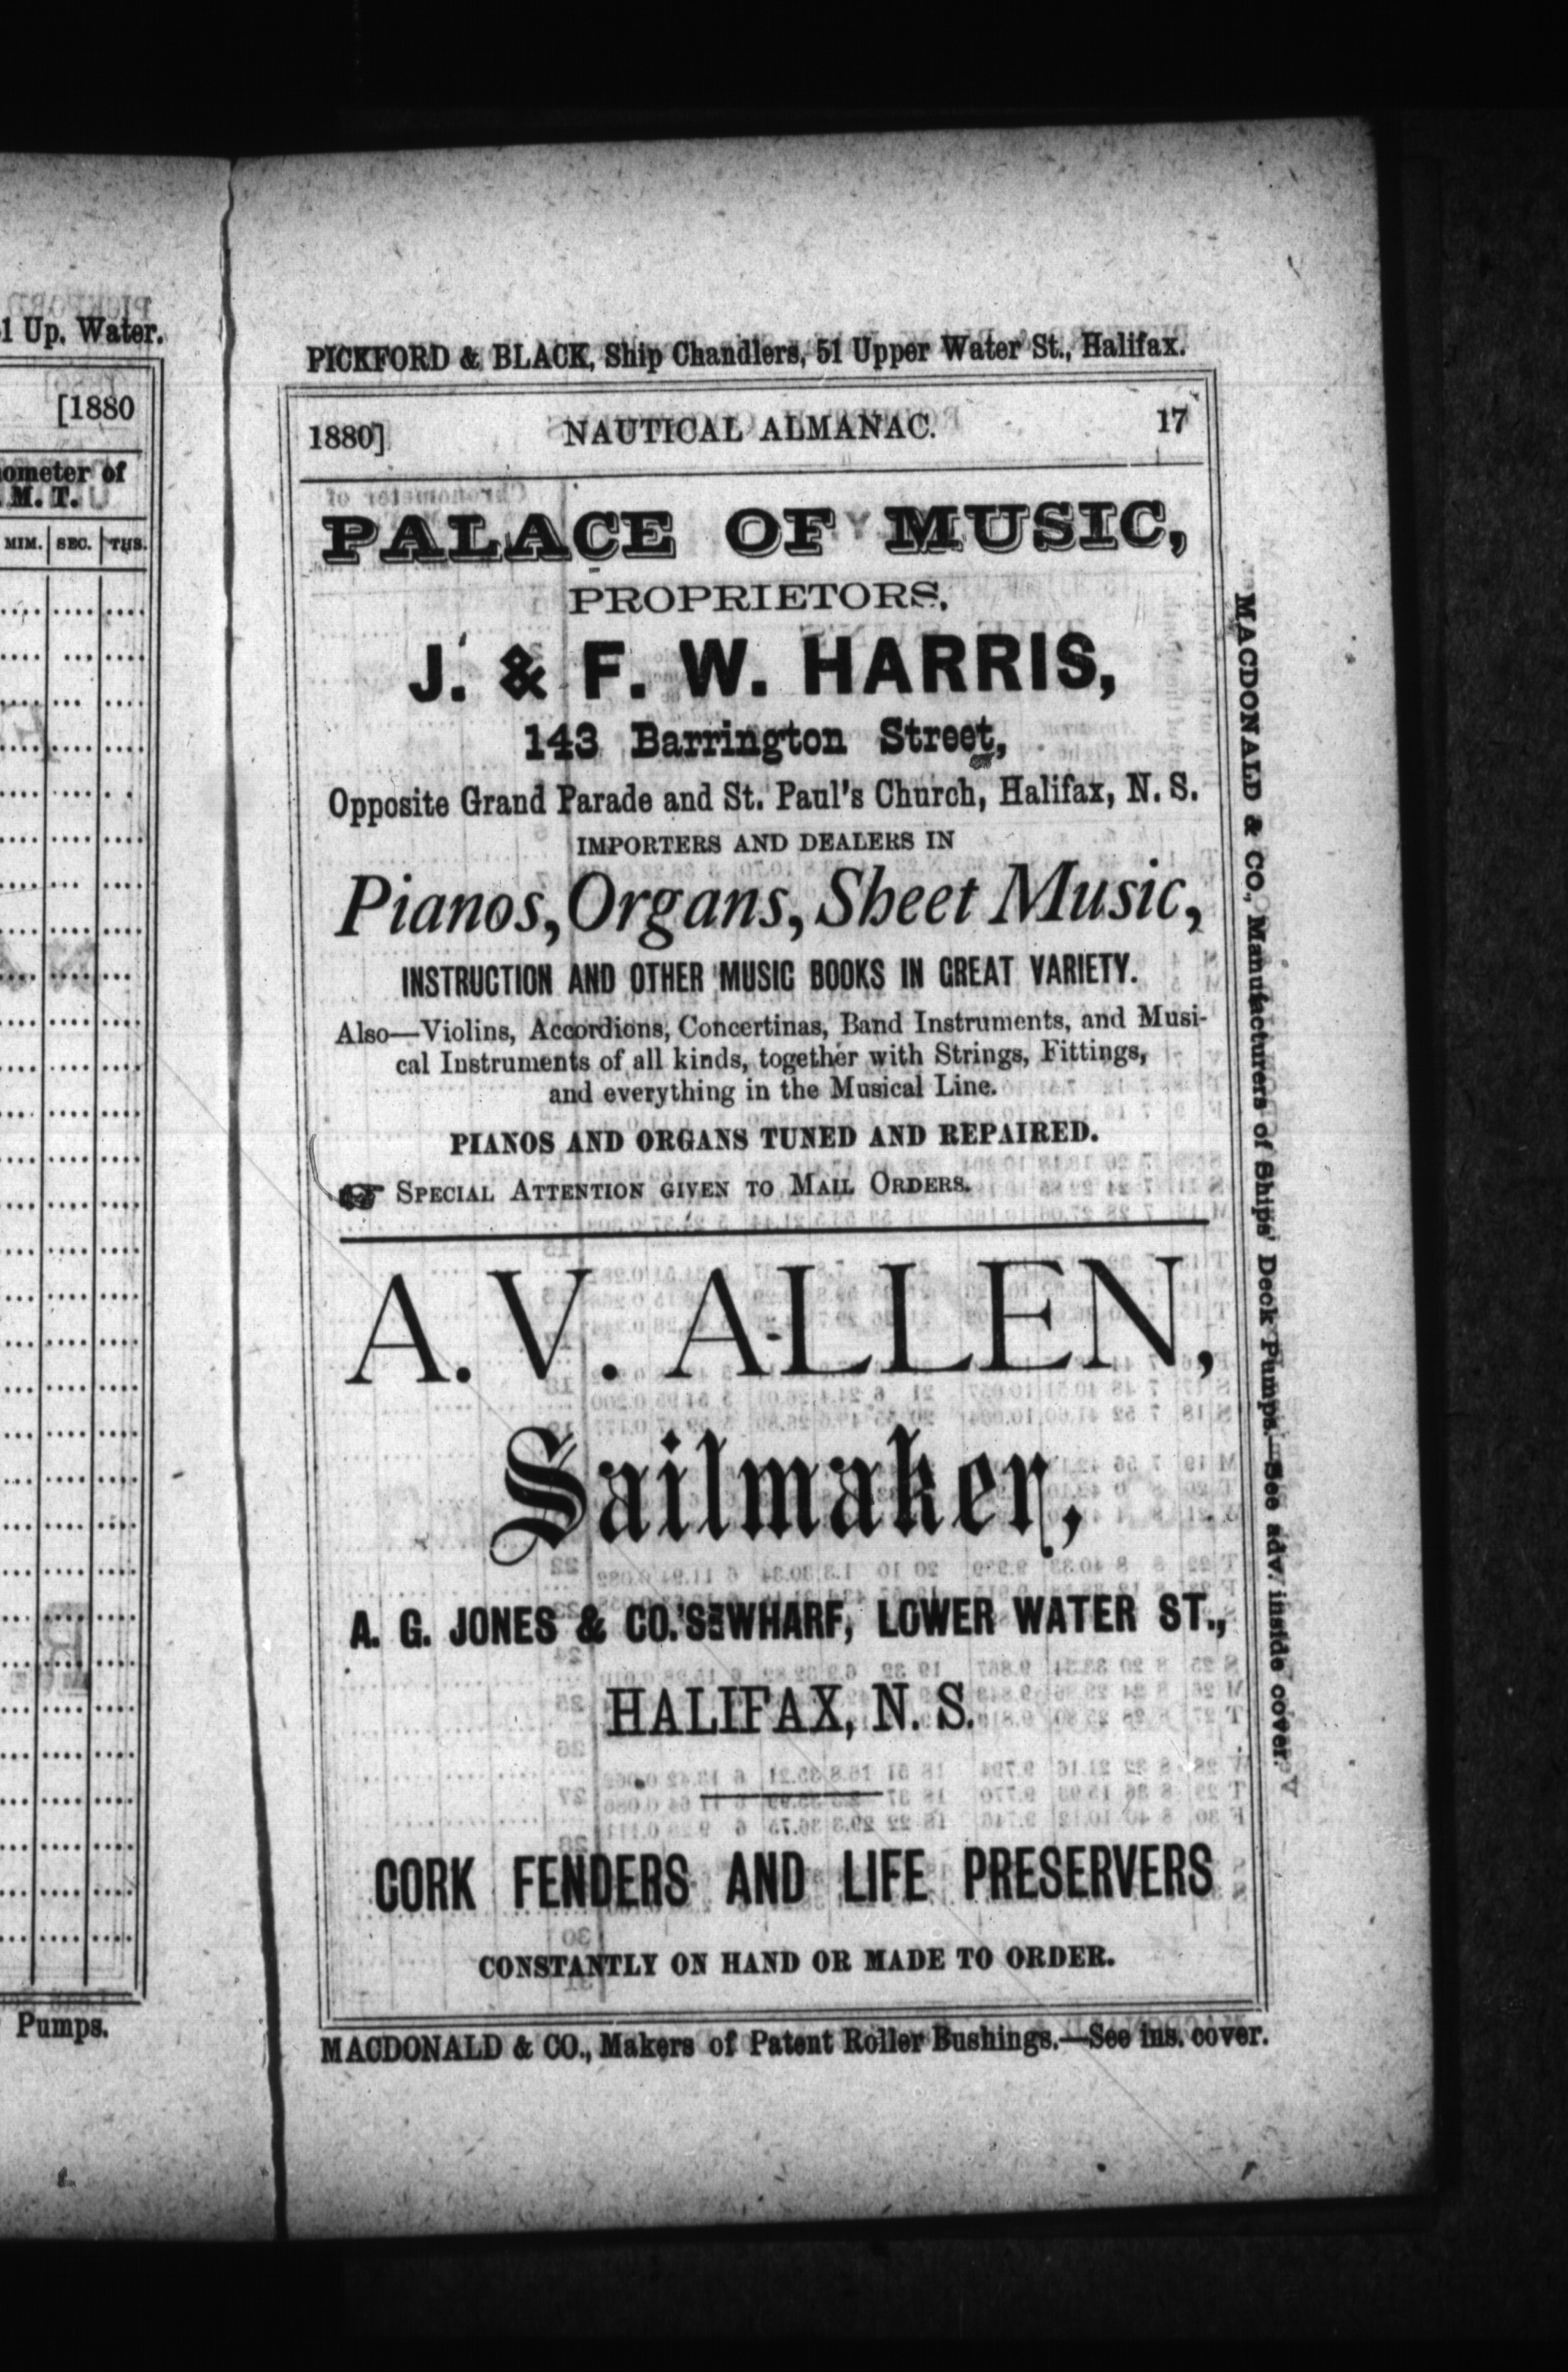 1 Up. Water.
[1880
ometer of
M. T.
MIM. SEC. THS.
Pumps.
PICKFORD & BLACK, Ship Chandlers, 51 Upper Water St., Halifax.
1880] NAUTICAL ALMANAC. 17
PALACE OF MUSIC,
PROPRIETORS,
J. & F. W. HARRIS,
143 Barrington Street,
Opposite Grand Parade and St. Paul's Church, Halifax, N. S.
IMPORTERS AND DEALERS IN
Pianos, Organs, Sheet Music,
INSTRUCTION AND OTHER MUSIC BOOKS IN GREAT VARIETY.
Also—Violins, Accordions, Concertinas, Band Instruments, and Musi-
cal Instruments of all kinds, together with Strings, Fittings,
and everything in the Musical Line.
PIANOS AND ORGANS TUNED AND REPAIRED.
☞ SPECIAL ATTENTION GIVEN TO MAIL ORDERS.
A. V. ALLEN,
Sailmaker,
A. G. JONES & CO.'S WHARF, LOWER WATER ST.,
HALIFAX, N. S.
CORK FENDERS AND LIFE PRESERVERS
CONSTANTLY ON HAND OR MADE TO ORDER.
MACDONALD & CO., Makers of Patent Roller Bushings.—See ins. cover.
MACDONALD & CO., Manufacturers of Ships' Deck Pumps.—See adv. inside cover.